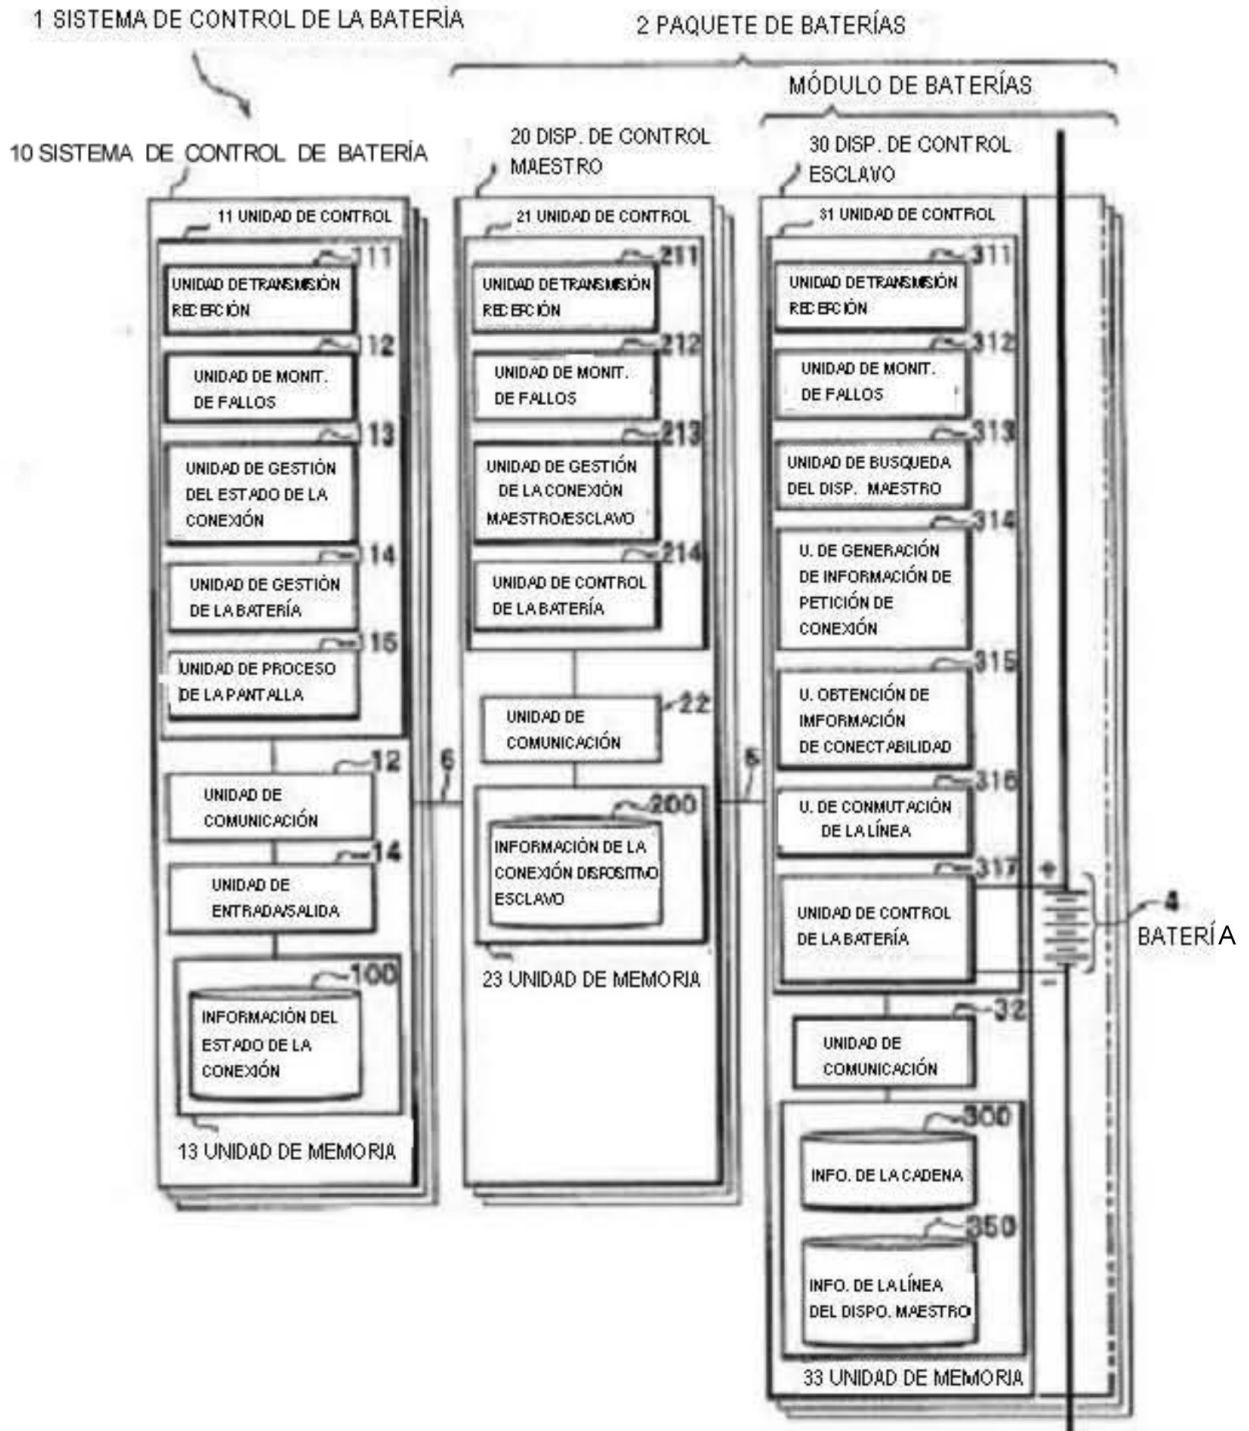 1 SISTEMA DE CONTROL DE LA BATERÍA
2 PAQUETE DE BATERÍAS
MÓDULO DE BATERÍAS
10 SISTEMA DE CONTROL DE BATERÍA
20 DISP. DE CONTROL
MAESTRO
30 DISP. DE CONTROL
ESCLAVO
11 UNIDAD DE CONTROL
111
UNIDAD DE TRANSMISIÓN
RECEPCIÓN
12
UNIDAD DE MONIT.
DE FALLOS
13
UNIDAD DE GESTIÓN
DEL ESTADO DE LA
CONEXIÓN
14
UNIDAD DE GESTIÓN
DE LA BATERÍA
115
UNIDAD DE PROCESO
DE LA PANTALLA
12
UNIDAD DE
COMUNICACIÓN
14
UNIDAD DE
ENTRADA/SALIDA
100
INFORMACIÓN DEL
ESTADO DE LA
CONEXIÓN
13 UNIDAD DE MEMORIA
6
21 UNIDAD DE CONTROL
211
UNIDAD DE TRANSMISIÓN
RECEPCIÓN
212
UNIDAD DE MONIT.
DE FALLOS
213
UNIDAD DE GESTIÓN
DE LA CONEXIÓN
MAESTRO/ESCLAVO
214
UNIDAD DE CONTROL
DE LA BATERÍA
22
UNIDAD DE
COMUNICACIÓN
200
INFORMACIÓN DE LA
CONEXIÓN DISPOSITIVO
ESCLAVO
23 UNIDAD DE MEMORIA
5
31 UNIDAD DE CONTROL
311
UNIDAD DE TRANSMISIÓN
RECEPCIÓN
312
UNIDAD DE MONIT.
DE FALLOS
313
UNIDAD DE BUSQUEDA
DEL DISP. MAESTRO
314
U. DE GENERACIÓN
DE INFORMACIÓN DE
PETICIÓN DE
CONEXIÓN
315
U. OBTENCIÓN DE
IMFORMACIÓN
DE CONECTABILIDAD
316
U. DE CONMUTACIÓN
DE LA LÍNEA
317
UNIDAD DE CONTROL
DE LA BATERÍA
+
-
4
BATERÍA
32
UNIDAD DE
COMUNICACIÓN
300
INFO. DE LA CADENA
350
INFO. DE LA LÍNEA
DEL DISPO. MAESTRO
33 UNIDAD DE MEMORIA